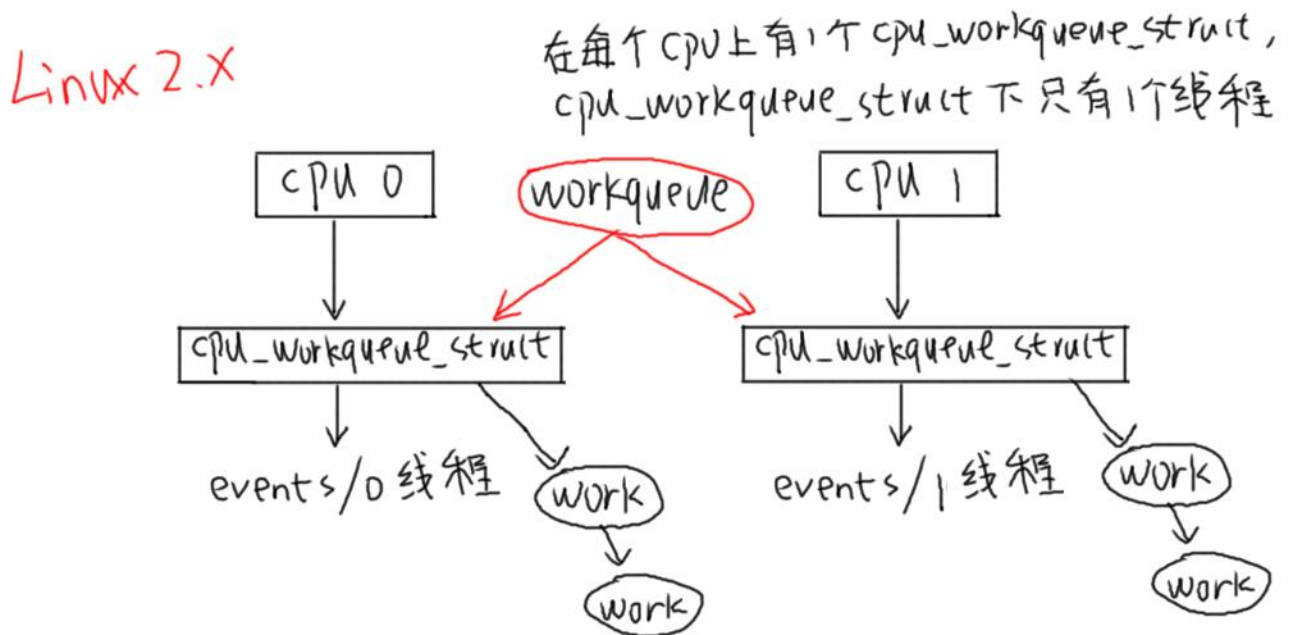 Linux 2.x
在每个CPU上有1个cpu_workqueue_struct,
cpu_workqueue_struct下只有1个线程
cpu 0
workqueue
cpu 1
cpu_workqueue_struct
cpu_workqueue_struct
events/0线程
work
events/1线程
work
work
work